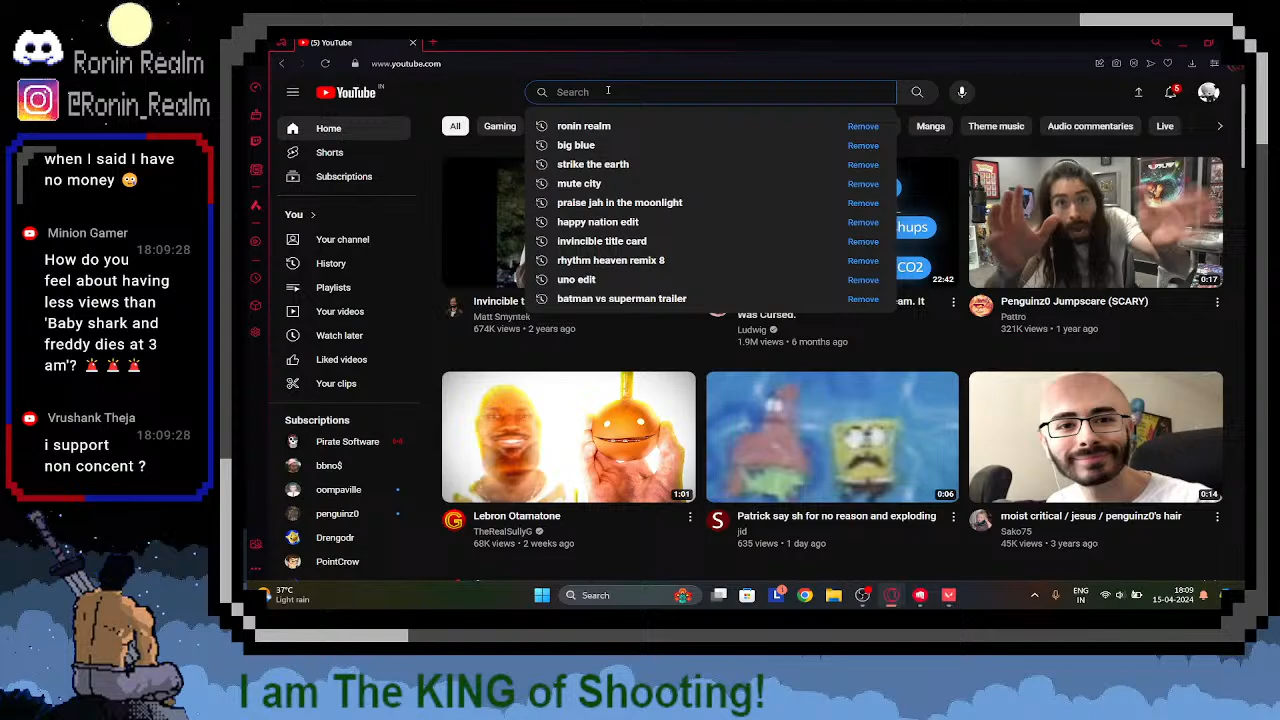 Ronin Realm
@Ronin_Realm
when I said I have
no money 😳
Minion Gamer
18:09:28
How do you
feel about having
less views than
'Baby shark and
freddy dies at 3
am'? 🚨 🚨 🚨
Vrushank Theja
18:09:28
i support
non concent ?
(5) YouTube
www.youtube.com
YouTube IN
Search
5
Home
Shorts
Subscriptions
You
Your channel
History
Playlists
Your videos
Watch later
Liked videos
Your clips
Subscriptions
Pirate Software
bbno$
oompaville
penguinz0
Drengodr
PointCrow
All
Gaming
Manga
Theme music
Audio commentaries
Live
ronin realm Remove
big blue Remove
strike the earth Remove
mute city Remove
praise jah in the moonlight Remove
happy nation edit Remove
invincible title card Remove
rhythm heaven remix 8 Remove
uno edit Remove
batman vs superman trailer Remove
hups
CO2
22:42
0:17
Invincible t
Matt Smyntek
674K views • 2 years ago
eam. It
Was Cursed.
Ludwig
1.9M views • 6 months ago
Penguinz0 Jumpscare (SCARY)
Pattro
321K views • 1 year ago
1:01
0:06
0:14
Lebron Otamatone
TheRealSullyG
68K views • 2 weeks ago
Patrick say sh for no reason and exploding
jid
635 views • 1 day ago
moist critical / jesus / penguinz0's hair
Sako75
45K views • 3 years ago
37°C
Light rain
Search
ENG
IN
18:09
15-04-2024
I am The KING of Shooting!